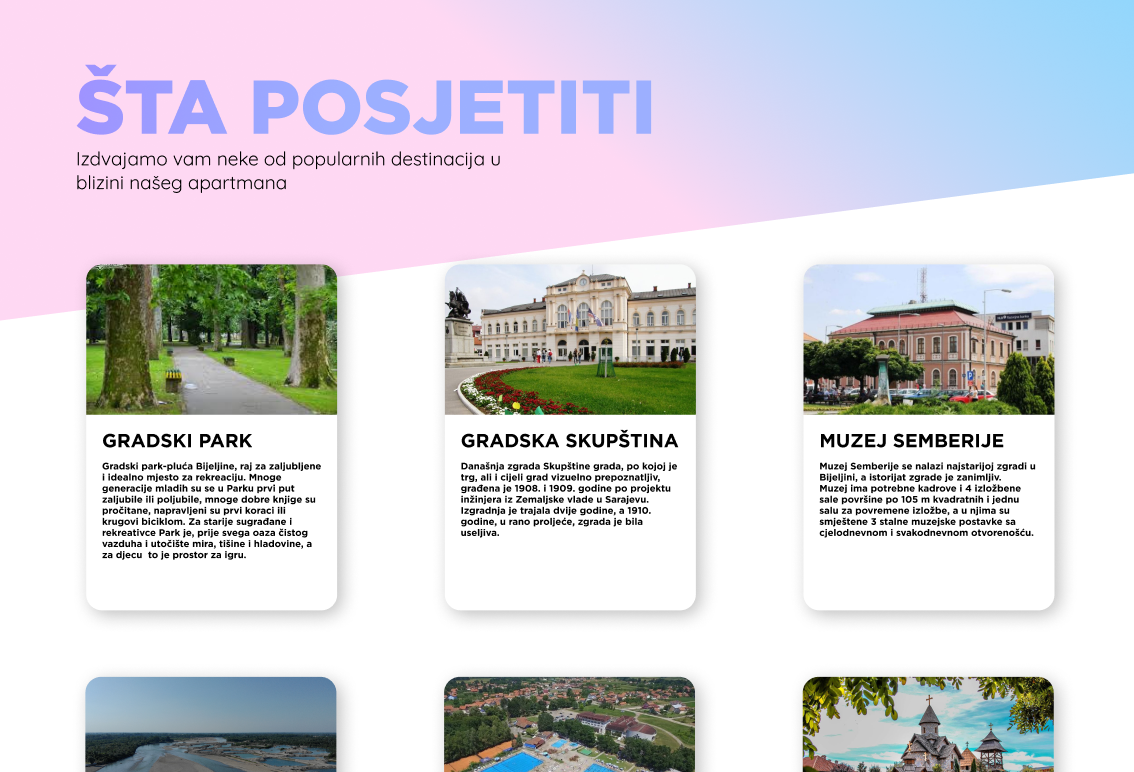 ŠTA POSJETITI
Izdvajamo vam neke od popularnih destinacija u
blizini našeg apartmana
GRADSKI PARK
Gradski park-pluća Bijeljine, raj za zaljubljene
i idealno mjesto za rekreaciju. Mnoge
generacije mladih su se u Parku prvi put
zaljubile ili poljubile, mnoge dobre knjige su
pročitane, napravljeni su prvi koraci ili
krugovi biciklom. Za starije sugrađane i
rekreativce Park je, prije svega oaza čistog
vazduha i utočište mira, tišine i hladovine, a
za djecu  to je prostor za igru.
GRADSKA SKUPŠTINA
Današnja zgrada Skupštine grada, po kojoj je
trg, ali i cijeli grad vizuelno prepoznatljiv,
građena je 1908. i 1909. godine po projektu
inžinjera iz Zemaljske vlade u Sarajevu.
Izgradnja je trajala dvije godine, a 1910.
godine, u rano proljeće, zgrada je bila
useljiva.
MUZEJ SEMBERIJE
Muzej Semberije se nalazi najstarijoj zgradi u
Bijeljini, a istorijat zgrade je zanimljiv.
Muzej ima potrebne kadrove i 4 izložbene
sale površine po 105 m kvadratnih i jednu
salu za povremene izložbe, a u njima su
smještene 3 stalne muzejske postavke sa
cjelodnevnom i svakodnevnom otvorenošću.